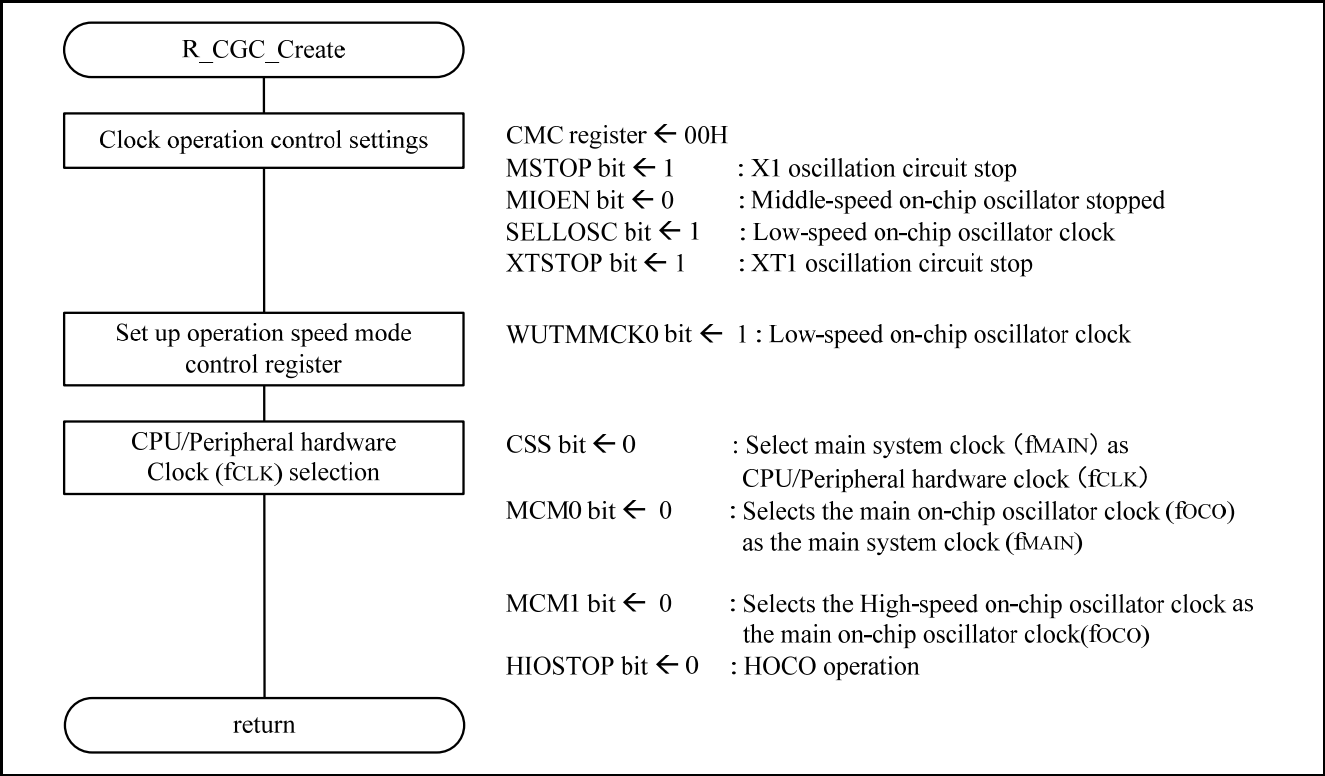 R_CGC_Create
Clock operation control settings
CMC register ← 00H
MSTOP bit ← 1 : X1 oscillation circuit stop
MIOEN bit ← 0 : Middle-speed on-chip oscillator stopped
SELLOSC bit ← 1 : Low-speed on-chip oscillator clock
XTSTOP bit ← 1 : XT1 oscillation circuit stop
Set up operation speed mode
control register
WUTMMCK0 bit ← 1 : Low-speed on-chip oscillator clock
CPU/Peripheral hardware
Clock (fCLK) selection
CSS bit ← 0 : Select main system clock (fMAIN) as
CPU/Peripheral hardware clock (fCLK)
MCM0 bit ← 0 : Selects the main on-chip oscillator clock (fOCO)
as the main system clock (fMAIN)
MCM1 bit ← 0 : Selects the High-speed on-chip oscillator clock as
the main on-chip oscillator clock(fOCO)
HIOSTOP bit ← 0 : HOCO operation
return